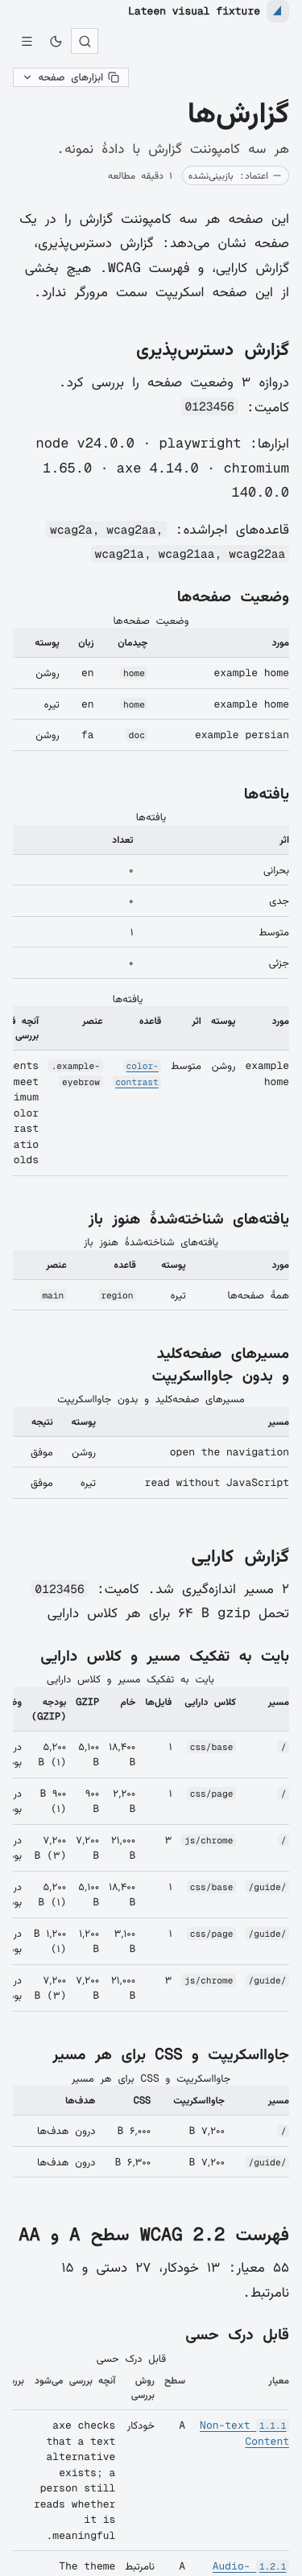 Lateen visual fixture
ابزارهای صفحه
گزارش‌ها
هر سه کامپوننت گزارش با دادهٔ نمونه.
— اعتماد: بازبینی‌نشده ۱ دقیقه مطالعه
این صفحه هر سه کامپوننت گزارش را در یک
صفحه نشان می‌دهد: گزارش دسترس‌پذیری،
گزارش کارایی، و فهرست WCAG. هیچ بخشی
از این صفحه اسکریپت سمت مرورگر ندارد.
گزارش دسترس‌پذیری
دروازه ۳ وضعیت صفحه را بررسی کرد.
کامیت: 0123456
ابزارها: node v24.0.0 · playwright
1.65.0 · axe 4.14.0 · chromium
140.0.0
قاعده‌های اجراشده: wcag2a, wcag2aa,
wcag21a, wcag21aa, wcag22aa
وضعیت صفحه‌ها
وضعیت صفحه‌ها
مورد چیدمان زبان پوسته
example home home en روشن
example home home en تیره
example persian doc fa روشن
یافته‌ها
یافته‌ها
اثر تعداد
بحرانی ۰
جدی ۰
متوسط ۱
جزئی ۰
یافته‌ها
مورد پوسته اثر قاعده عنصر آنچه
بررسی
example روشن متوسط color- .example-
home contrast eyebrow
یافته‌های شناخته‌شدهٔ هنوز باز
یافته‌های شناخته‌شدهٔ هنوز باز
مورد پوسته قاعده عنصر
همهٔ صفحه‌ها تیره region main
مسیرهای صفحه‌کلید
و بدون جاوااسکریپت
مسیرهای صفحه‌کلید و بدون جاوااسکریپت
مسیر پوسته نتیجه
open the navigation روشن موفق
read without JavaScript تیره موفق
گزارش کارایی
۲ مسیر اندازه‌گیری شد. کامیت: 0123456
تحمل ۶۴ B gzip برای هر کلاس دارایی
بایت به تفکیک مسیر و کلاس دارایی
بایت به تفکیک مسیر و کلاس دارایی
مسیر کلاس دارایی فایل‌ها خام GZIP بودجه
(GZIP)
/ css/base ۱ ۱۸,۴۰۰ B ۵,۱۰۰ B ۵,۲۰۰ B (۱)
/ css/page ۱ ۲,۲۰۰ B ۹۰۰ B ۹۰۰ B (۱)
/ js/chrome ۳ ۲۱,۰۰۰ B ۷,۲۰۰ B ۷,۲۰۰ B (۳)
/guide/ css/base ۱ ۱۸,۴۰۰ B ۵,۱۰۰ B ۵,۲۰۰ B (۱)
/guide/ css/page ۱ ۳,۱۰۰ B ۱,۲۰۰ B ۱,۲۰۰ B (۱)
/guide/ js/chrome ۳ ۲۱,۰۰۰ B ۷,۲۰۰ B ۷,۲۰۰ B (۳)
جاوااسکریپت و CSS برای هر مسیر
جاوااسکریپت و CSS برای هر مسیر
مسیر جاوااسکریپت CSS هدف‌ها
/ ۷,۲۰۰ B ۶,۰۰۰ B درون هدف‌ها
/guide/ ۷,۲۰۰ B ۶,۳۰۰ B درون هدف‌ها
فهرست WCAG 2.2 سطح A و AA
۵۵ معیار: ۱۳ خودکار، ۲۷ دستی و ۱۵
نامرتبط.
قابل درک حسی
قابل درک حسی
معیار سطح روش آنچه بررسی می‌شود
بررسی
1.1.1 Non-text A خودکار axe checks
Content that a text
alternative
exists; a
person still
reads whether
it is
meaningful.
1.2.1 Audio- A نامرتبط The theme